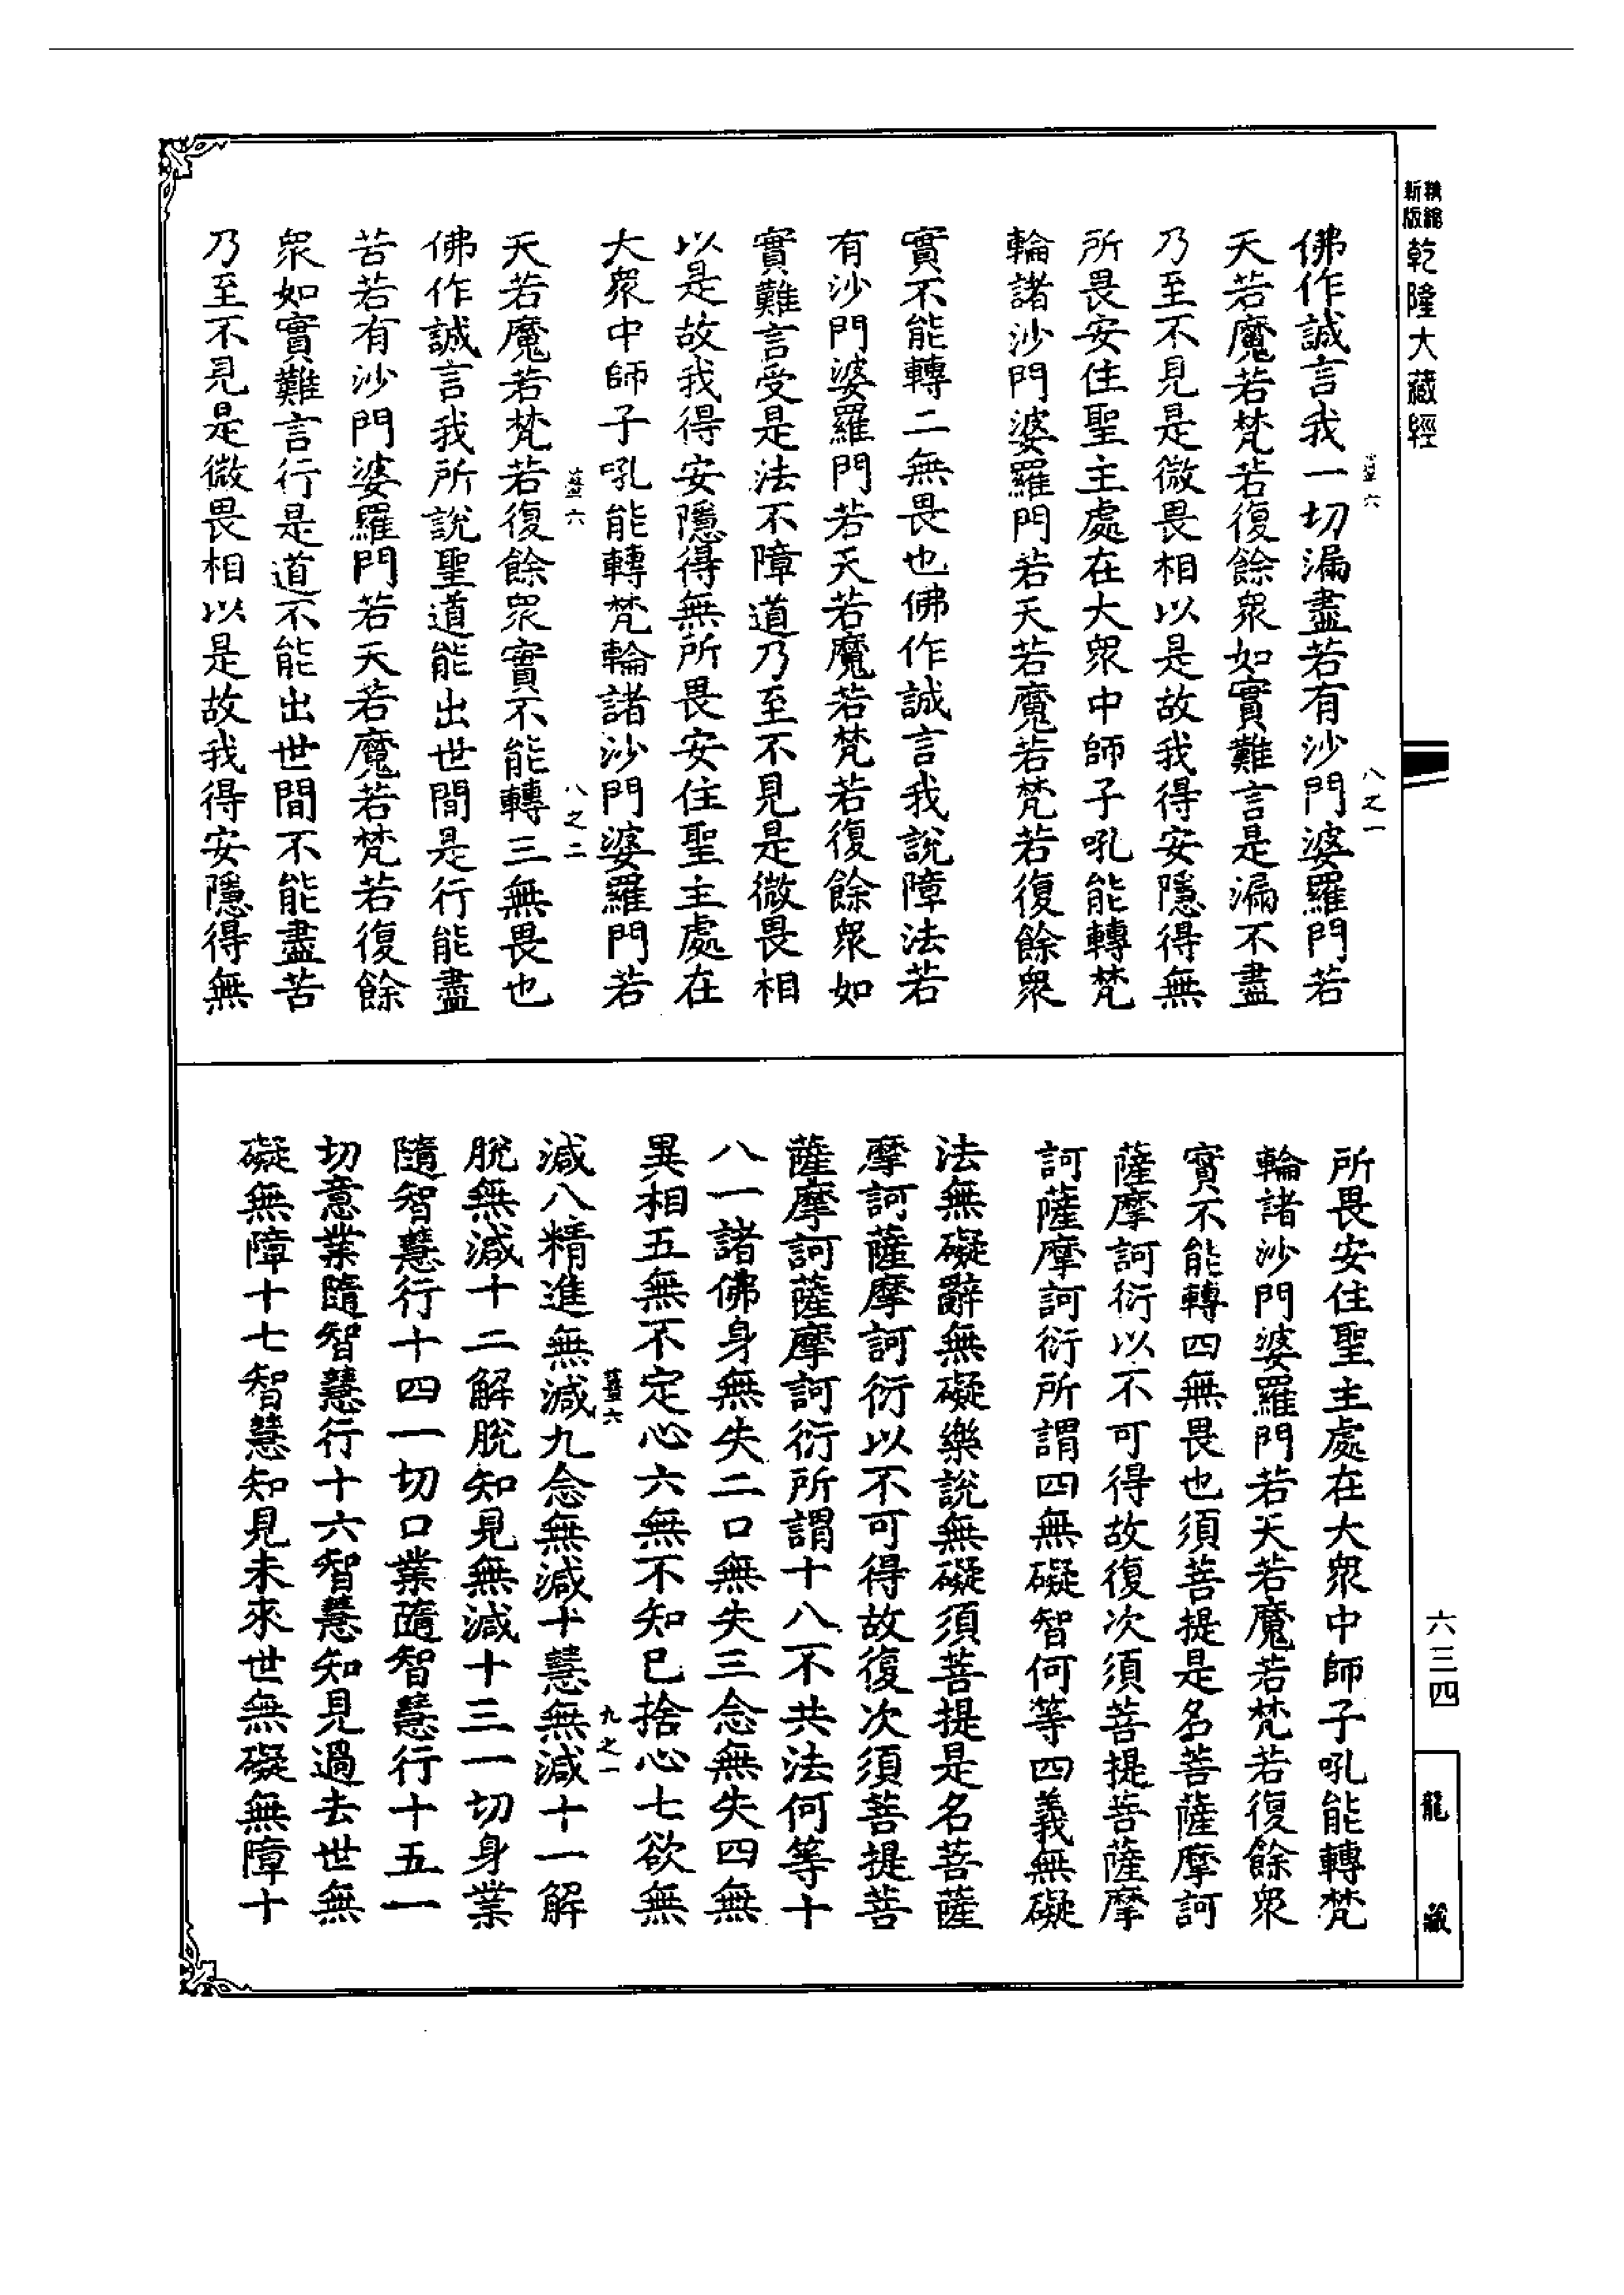 精縮新版乾隆大藏經
佛作誠言我一切漏盡若有沙門婆羅門若
天若魔若梵若復餘眾如實難言是漏不盡
乃至不見是微畏相以是故我得安隱得無
所畏安住聖主處在大眾中師子吼能轉梵
輪諸沙門婆羅門若天若魔若梵若復餘眾
實不能轉二無畏也佛作誠言我說障法若
有沙門婆羅門若天若魔若梵若復餘眾如
實難言受是法不障道乃至不見是微畏相
以是故我得安隱得無所畏安住聖主處在
大眾中師子吼能轉梵輪諸沙門婆羅門若
天若魔若梵若復餘眾實不能轉三無畏也
佛作誠言我所說聖道能出世間是行能盡
苦若有沙門婆羅門若天若魔若梵若復餘
眾如實難言行是道不能出世間不能盡苦
乃至不見是微畏相以是故我得安隱得無
六 八之一
六 八之二
所畏安住聖主處在大眾中師子吼能轉梵
輪諸沙門婆羅門若天若魔若梵若復餘眾
實不能轉四無畏也須菩提是名菩薩摩訶
薩摩訶衍以不可得故復次須菩提菩薩摩
訶薩摩訶衍所謂四無礙智何等四義無礙
法無礙辭無礙樂說無礙須菩提是名菩薩
摩訶薩摩訶衍以不可得故復次須菩提菩
薩摩訶薩摩訶衍所謂十八不共法何等十
八一諸佛身無失二口無失三念無失四無
異相五無不定心六無不知已捨心七欲無
減八精進無減九念無減十慧無減十一解
脫無減十二解脫知見無減十三一切身業
隨智慧行十四一切口業隨智慧行十五一
切意業隨智慧行十六智慧知見過去世無
礙無障十七智慧知見未來世無礙無障十
六 九之一
六三四
龍藏